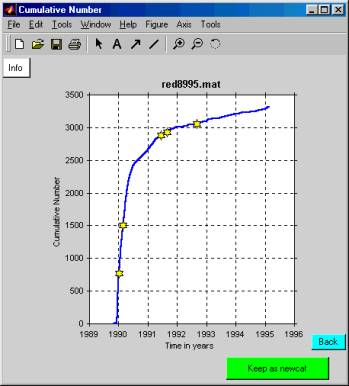 Cumulative Number
File Edit Tools Window Help Figure Axis Tools
Info
red8995.mat
3500
3000
2500
2000
1500
1000
500
0
Cumulative Number
1989 1990 1991 1992 1993 1994 1995 1996
Time in years
Back
Keep as newcat